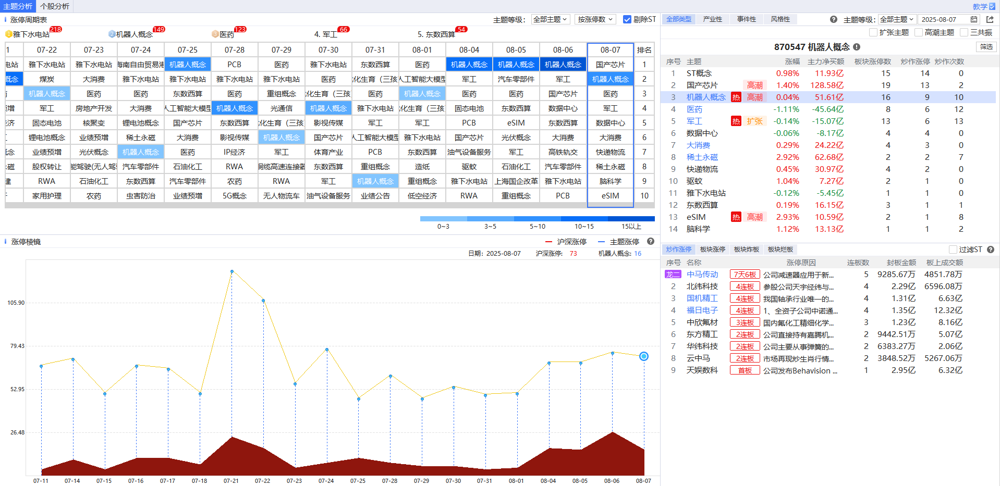 主题分析 个股分析 教学
涨停周期表 主题等级: 全部主题 按涨停数 剔除ST
1 雅下水电站 218 2 机器人概念 149 3 医药 123 4. 军工 66 5. 东数西算 54
1 07-22 07-23 07-24 07-25 07-28 07-29 07-30 07-31 08-01 08-04 08-05 08-06 08-07 排名
电站 雅下水电站 雅下水电站 海南自由贸易港 机器人概念 PCB 医药 雅下水电站 东数西算 医药 机器人概念 机器人概念 机器人概念 国产芯片 1
概念 煤炭 大消费 雅下水电站 雅下水电站 雅下水电站 雅下水电站 医药 化生育（三孩 人工智能大模型 军工 汽车零部件 军工 机器人概念 2
机器人概念 医药 医药 东数西算 医药 重组概念 化生育（三孩 医药 机器人概念 医药 医药 国产芯片 医药 3
增 军工 房地产开发 大消费 人工智能大模型 机器人概念 光通信 机器人概念 雅下水电站 化生育（三孩 固态电池 东数西算 数据中心 军工 4
济 固态电池 核聚变 锂电池概念 国产芯片 东数西算 化生育（三孩 影视传媒 军工 军工 PCB eSIM 东数西算 数据中心 5
锂电池概念 业绩预增 稀土永磁 大消费 影视传媒 机器人概念 国产芯片 人工智能大模型 雅下水电站 国产芯片 光伏概念 大消费 大消费 6
念 业绩预增 光伏概念 机器人概念 医药 IP经济 军工 体育产业 PCB 东数西算 油气设备服务 军工 高铁轨交 快递物流 7
磁 股权转让 能驾驶(无人驾 汽车零部件 石油化工 RWA 铜缆高速连接器 东数西算 重组概念 造纸 驱蚊 石油化工 汽车零部件 稀土永磁 8
建 RWA 石油化工 东数西算 汽车零部件 农药 RWA 军工 机器人概念 重组概念 雅下水电站 上海国企改革 雅下水电站 脑科学 9
家用护理 农药 虫害防治 业绩预增 5G概念 无人物流车 油气设备服务 业绩公告 低空经济 RWA 重组概念 PCB eSIM 10
0~3 3~5 5~10 10~15 15以上
涨停棱镜 沪深涨停 主题涨停
日期: 2025-08-07 沪深涨停: 73 机器人概念: 16
105.90
79.43
52.95
26.48
07-11 07-14 07-15 07-16 07-17 07-18 07-21 07-22 07-23 07-24 07-25 07-28 07-29 07-30 07-31 08-01 08-04 08-05 08-06 08-07
全部类型 产业性 事件性 风格性 主题等级: 全部主题 2025-08-07
扩张主题 高潮主题 三共振
870547 机器人概念 筛选
序号 主题 涨幅 主力净买额 板块涨停数 炒作涨停 炒作次数
1 ST概念 0.98% 11.93亿 15 14 0
2 国产芯片 高潮 1.40% 128.58亿 19 13 2
3 机器人概念 热 高潮 0.04% 51.61亿 16 9 10
4 医药 -1.11% -45.64亿 8 6 12
5 军工 热 扩张 -0.14% -15.07亿 13 6 13
6 数据中心 -0.06% -8.17亿 4 4 0
7 大消费 0.29% 24.22亿 4 3 0
8 稀土永磁 2.92% 62.68亿 2 2 7
9 快递物流 0.45% 30.97亿 4 2 0
10 驱蚊 1.04% 7.27亿 2 1 0
11 雅下水电站 -0.12% -5.45亿 1 1 0
12 东数西算 0.19% 16.15亿 3 1 1
13 eSIM 热 高潮 2.93% 10.59亿 2 1 8
14 脑科学 1.12% 13.13亿 1 1 2
炒作涨停 板块涨停 板块炸板 板块烂板 过滤ST
序号 名称 涨停原因 连板数 封板金额 板上成交额
龙二 中马传动 7天6板 公司减速器应用于新... 5 9285.67万 4851.78万
2 北纬科技 4连板 参股公司天宇经纬与... 4 2.29亿 6596.08万
3 国机精工 4连板 我国轴承行业唯一的... 4 1.31亿 6.63亿
4 福日电子 4连板 1、全资子公司中诺通... 4 1.35亿 12.32亿
5 中欣氟材 3连板 国内氟化工精细化学... 3 1.23亿 8.16亿
6 东方精工 2连板 公司直接持有嘉腾机... 2 9442.51万 5.07亿
7 华纬科技 2连板 公司主要从事弹簧的... 2 6383.27万 2.06亿
8 云中马 2连板 市场再现炒生肖行情... 2 3848.52万 5267.06万
9 天娱数科 首板 公司发布Behavision ... 1 2.95亿 6.32亿